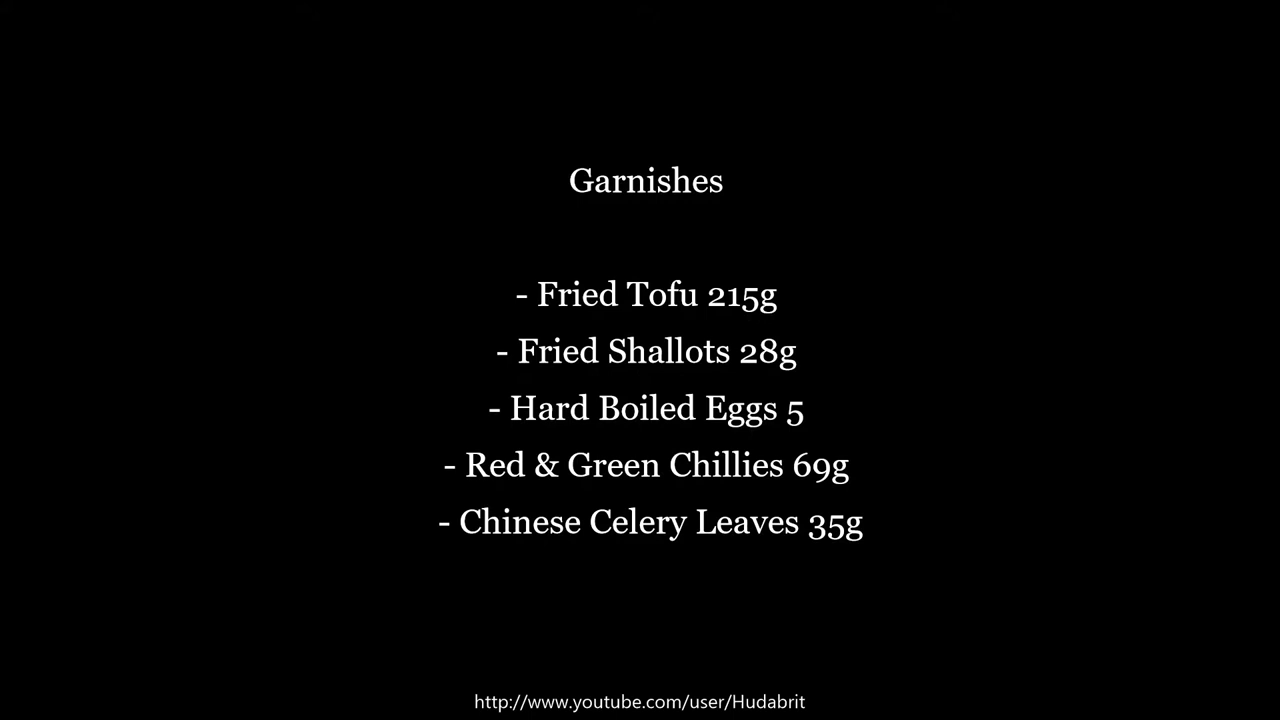 Garnishes
- Fried Tofu 215g
- Fried Shallots 28g
- Hard Boiled Eggs 5
- Red & Green Chillies 69g
- Chinese Celery Leaves 35g
http://www.youtube.com/user/Hudabrit